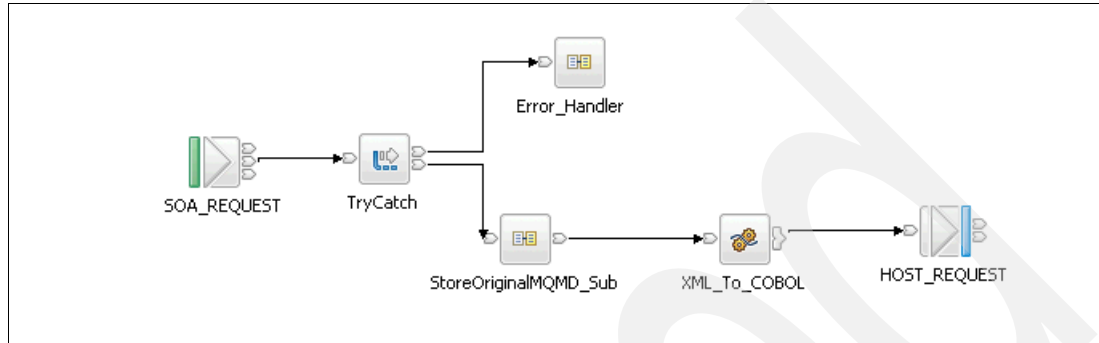 Error_Handler
SOA_REQUEST
TryCatch
StoreOriginalMQMD_Sub
XML_To_COBOL
HOST_REQUEST